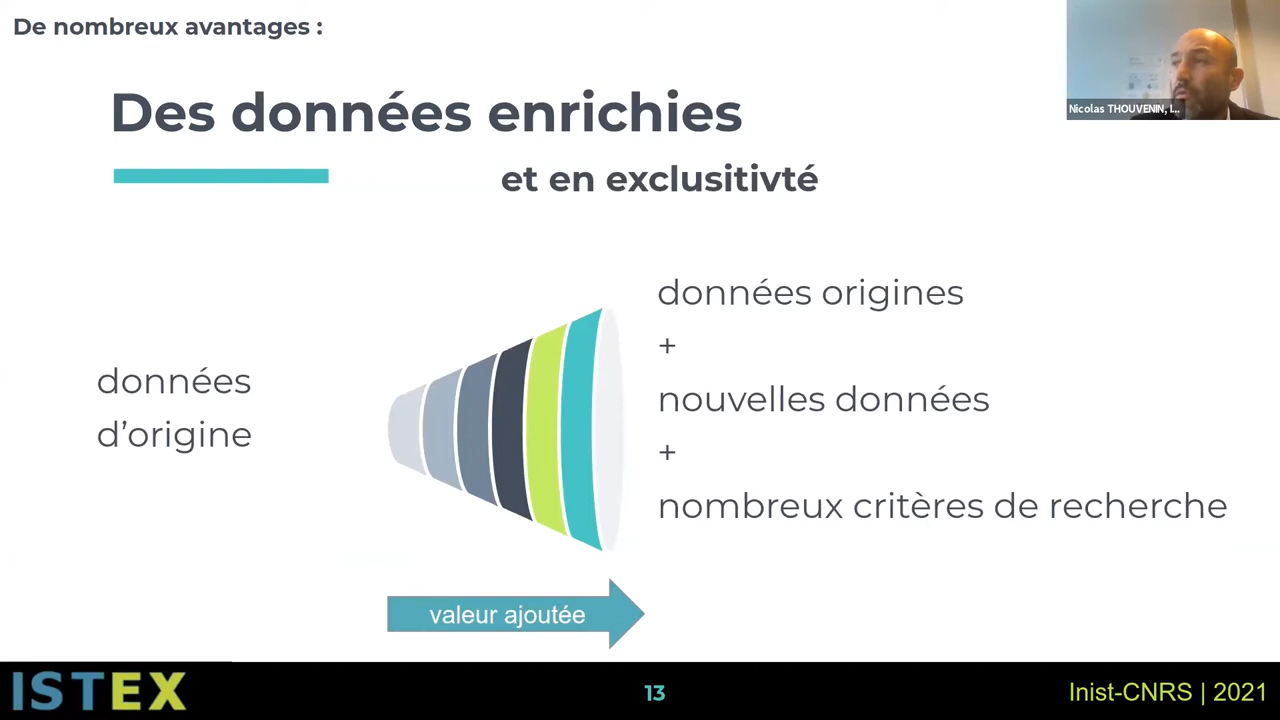 De nombreux avantages :
Nicolas THOUVENIN, I...
Des données enrichies
et en exclusitivté
données
d’origine
données origines
+
nouvelles données
+
nombreux critères de recherche
valeur ajoutée
ISTEX
13
Inist-CNRS | 2021